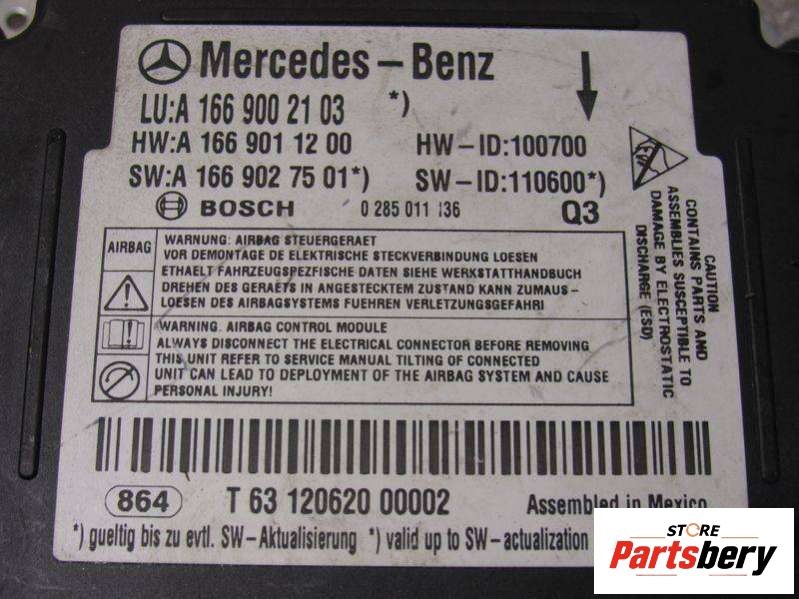 Mercedes-Benz
LU:A 166 900 21 03 *)
HW:A 166 901 12 00 HW-ID:100700
SW:A 166 902 75 01*) SW-ID:110600*)
BOSCH 0 285 011 136 Q3
AIRBAG
WARNUNG: AIRBAG STEUERGERAET
VOR DEMONTAGE DE ELEKTRISCHE STECKVERBINDUNG LOESEN
ETHAELT FAHRZEUGSPEZFISCHE DATEN SIEHE WERKSTATTHANDBUCH
DREHEN DES GERAETS IN ANGESTECKTEM ZUSTAND KANN ZUMAUS-
LOESEN DES AIRBAGSYSTEMS FUEHREN VERLETZUNGSGEFAHR!
WARNING: AIRBAG CONTROL MODULE
ALWAYS DISCONNECT THE ELECTRICAL CONNECTOR BEFORE REMOVING
THIS UNIT REFER TO SERVICE MANUAL TILTING OF CONNECTED
UNIT CAN LEAD TO DEPLOYMENT OF THE AIRBAG SYSTEM AND CAUSE
PERSONAL INJURY!
CAUTION
CONTAINS PARTS AMD
ASSEMBLIES SUSCEPTIBLE TO
DAMAGE BY ELECTROSTATIC
DISCHARGE (ESD)
864 T 63 120620 00002 Assembled in Mexico
*) gueltig bis zu evtl. SW-Aktualisierung *) valid up to SW-actualization
STORE
Partsbery